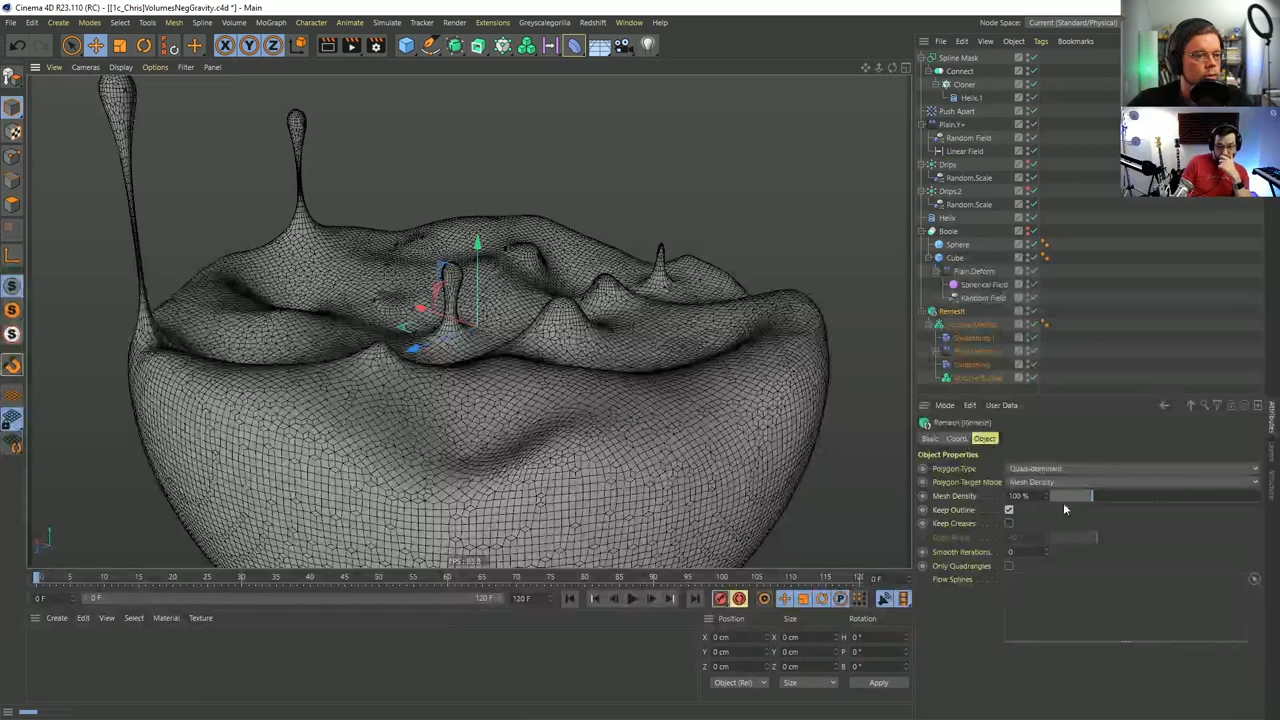 Cinema 4D R23.110 (RC) - [[1c_Chris]VolumesNegGravity.c4d *] - Main
File Create Modes Select Tools Mesh Spline Volume MoGraph Character Animate Simulate Tracker Render Extensions Greyscalegorilla Redshift Window Help
Node Space: Current (Standard/Physical)
View Cameras Display Options Filter Panel
File Edit View Object Tags Bookmarks
Spline Mask
Connect
Cloner
Helix.1
Push Apart
Plain.Y+
Random Field
Linear Field
Drips
Random.Scale
Drips.2
Random.Scale
Helix
Boole
Sphere
Cube
Plain.Deform
Spherical Field
Random Field
Remesh
Volume Builder
Mode Edit User Data
Remesh [Remesh]
Basic Coord. Object
Object Properties
Polygon Type Quad-dominant
Polygon Target Mode Mesh Density
Mesh Density 100 %
Keep Outline
Keep Creases
Smooth Iterations 0
Only Quadrangles
Flow Splines
Attributes
Layers
Structure
0 5 10 15 20 25 30 35 40 45 50 55 60 65 70 75 80 85 90 95 100 105 110 115 0 F
0 F 0 F 120 F 120 F
Create Edit View Select Material Texture
Position Size Rotation
X 0 cm X 0 cm H 0 °
Y 0 cm Y 0 cm P 0 °
Z 0 cm Z 0 cm B 0 °
Object (Rel) Size Apply